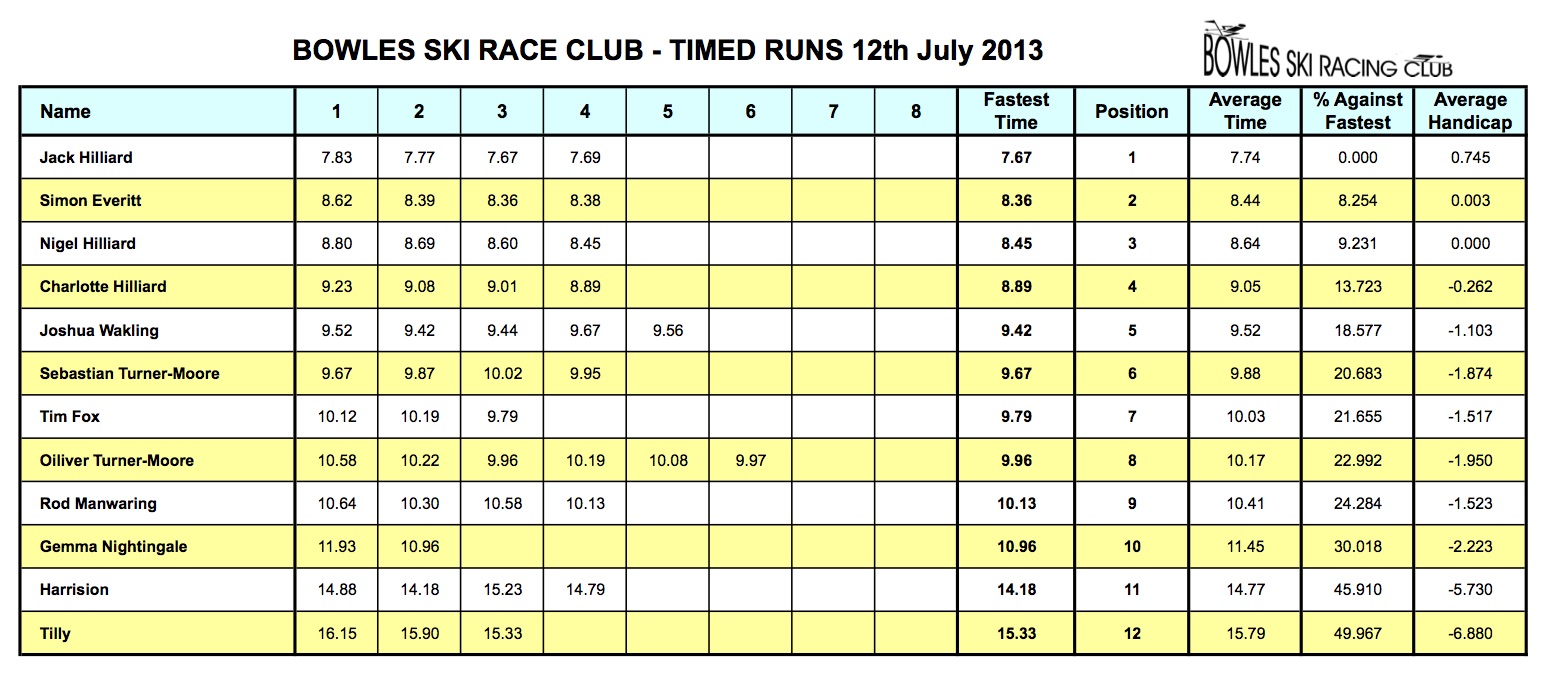 BOWLES SKI RACE CLUB - TIMED RUNS 12th July 2013
BOWLES SKI RACING CLUB
Name 1 2 3 4 5 6 7 8 Fastest Time Position Average Time % Against Fastest Average Handicap
Jack Hilliard 7.83 7.77 7.67 7.69 7.67 1 7.74 0.000 0.745
Simon Everitt 8.62 8.39 8.36 8.38 8.36 2 8.44 8.254 0.003
Nigel Hilliard 8.80 8.69 8.60 8.45 8.45 3 8.64 9.231 0.000
Charlotte Hilliard 9.23 9.08 9.01 8.89 8.89 4 9.05 13.723 -0.262
Joshua Wakling 9.52 9.42 9.44 9.67 9.56 9.42 5 9.52 18.577 -1.103
Sebastian Turner-Moore 9.67 9.87 10.02 9.95 9.67 6 9.88 20.683 -1.874
Tim Fox 10.12 10.19 9.79 9.79 7 10.03 21.655 -1.517
Oiliver Turner-Moore 10.58 10.22 9.96 10.19 10.08 9.97 9.96 8 10.17 22.992 -1.950
Rod Manwaring 10.64 10.30 10.58 10.13 10.13 9 10.41 24.284 -1.523
Gemma Nightingale 11.93 10.96 10.96 10 11.45 30.018 -2.223
Harrision 14.88 14.18 15.23 14.79 14.18 11 14.77 45.910 -5.730
Tilly 16.15 15.90 15.33 15.33 12 15.79 49.967 -6.880